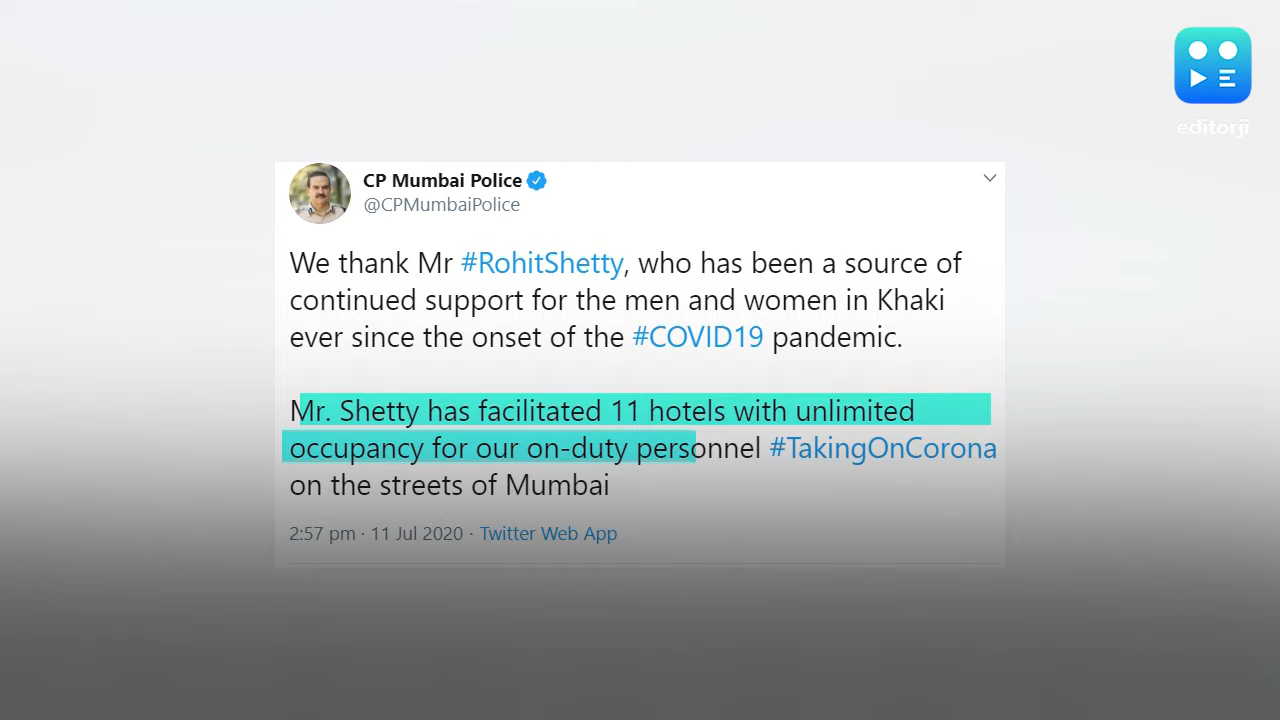 editorji
CP Mumbai Police
@CPMumbaiPolice
We thank Mr #RohitShetty, who has been a source of
continued support for the men and women in Khaki
ever since the onset of the #COVID19 pandemic.
Mr. Shetty has facilitated 11 hotels with unlimited
occupancy for our on-duty personnel #TakingOnCorona
on the streets of Mumbai
2:57 pm · 11 Jul 2020 · Twitter Web App